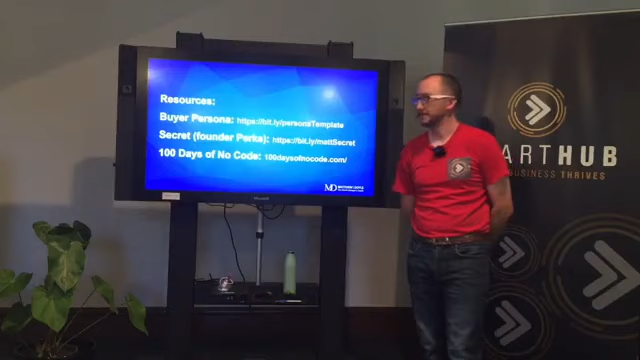 Resources:
Buyer Persona: https://bit.ly/personaTemplate
Secret (founder Perks): https://bit.ly/mattSecret
100 Days of No Code: 100daysofnocode.com/
MD
ARTHUB
BUSINESS THRIVES